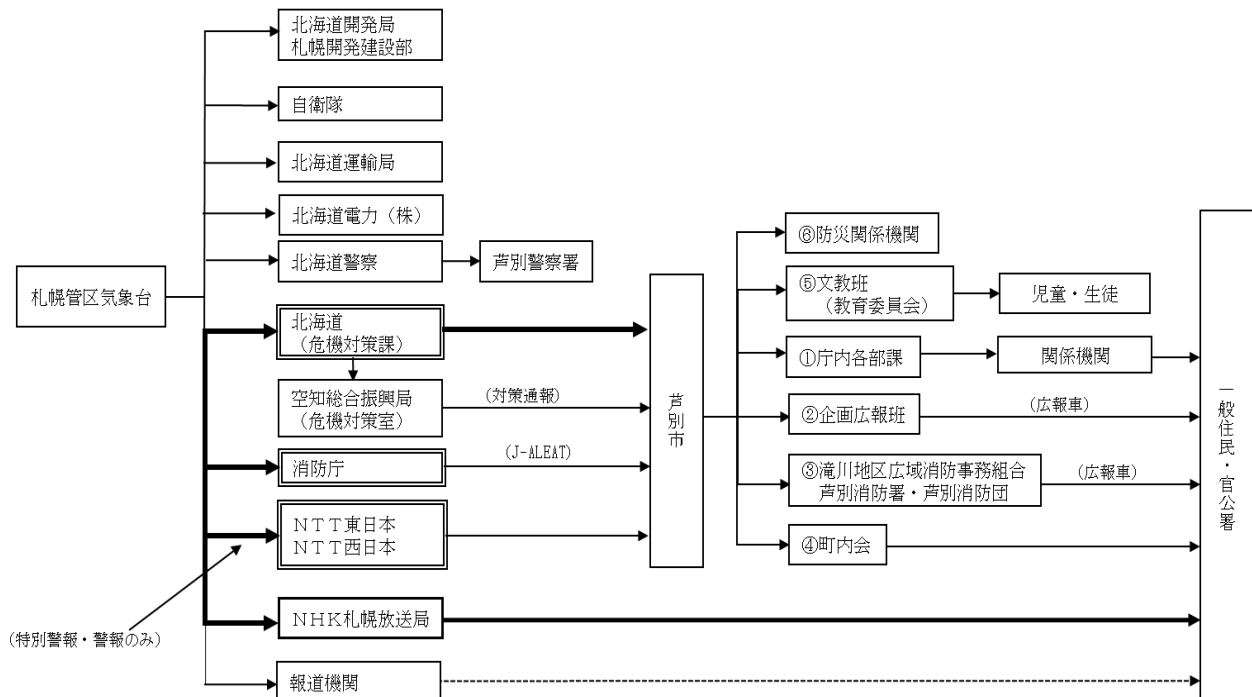 北海道開発局
札幌開発建設部
自衛隊
北海道運輸局
北海道電力（株）
北海道警察
芦別警察署
札幌管区気象台
北海道
（危機対策課）
空知総合振興局
（危機対策室）
(対策通報)
消防庁
(J-ALEAT)
ＮＴＴ東日本
ＮＴＴ西日本
(特別警報・警報のみ)
ＮＨＫ札幌放送局
報道機関
芦別市
⑥防災関係機関
⑤文教班
（教育委員会）
児童・生徒
①庁内各部課
関係機関
②企画広報班
(広報車)
③滝川地区広域消防事務組合
芦別消防署・芦別消防団
(広報車)
④町内会
一般住民・官公署